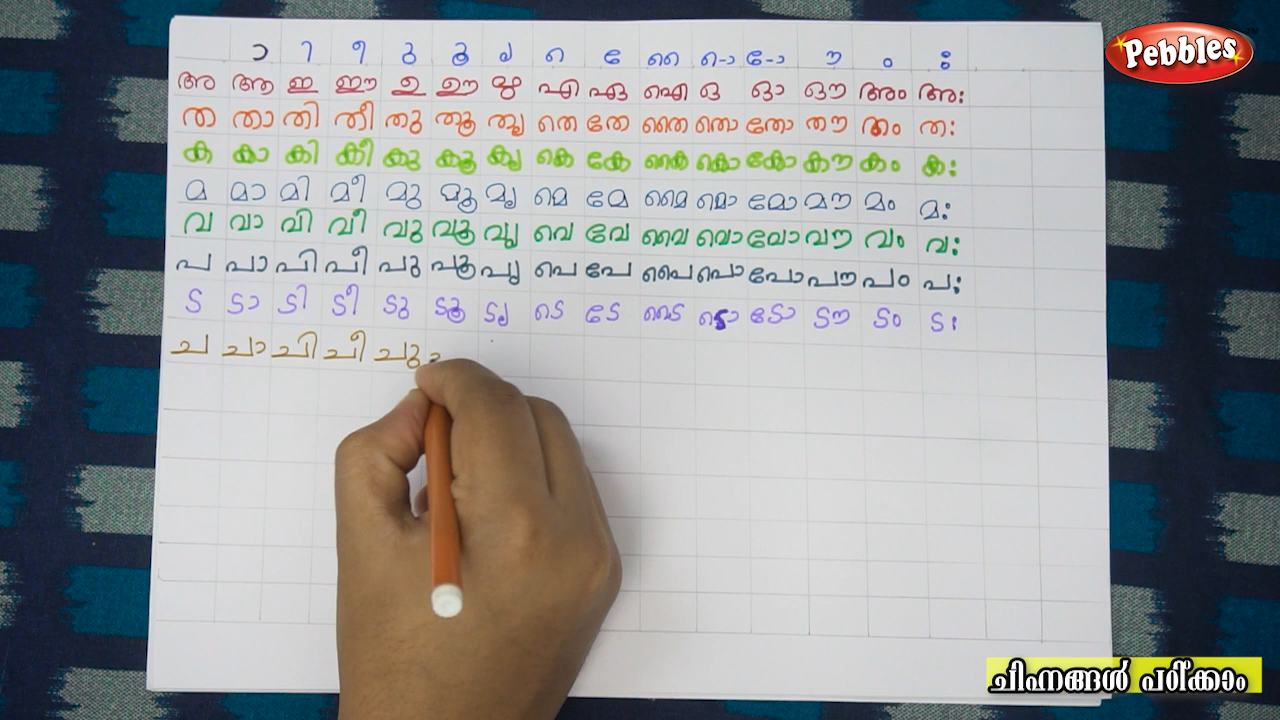 Pebbles
ാ ി ീ ു ൂ ൃ െ േ ൈ ൊ ോ ൗ ം ഃ
അ ആ ഇ ഈ ഉ ഊ ഋ എ ഏ ഐ ഒ ഓ ഔ അം അഃ
ത താ തി തീ തു തൂ തൃ തെ തേ തൈ തൊ തോ തൗ തം തഃ
ക കാ കി കീ കു കൂ കൃ കെ കേ കൈ കൊ കോ കൗ കം കഃ
മ മാ മി മീ മു മൂ മൃ മെ മേ മൈ മൊ മോ മൗ മം മഃ
വ വാ വി വീ വു വൂ വൃ വെ വേ വൈ വൊ വോ വൗ വം വഃ
പ പാ പി പീ പു പൂ പൃ പെ പേ പൈ പൊ പോ പൗ പം പഃ
ട ടാ ടി ടീ ടു ടൂ ടൃ ടെ ടേ ടൈ ടൊ ടോ ടൗ ടം ടഃ
ച ചാ ചി ചീ ചു
ചിഹ്നങ്ങൾ പഠിക്കാം